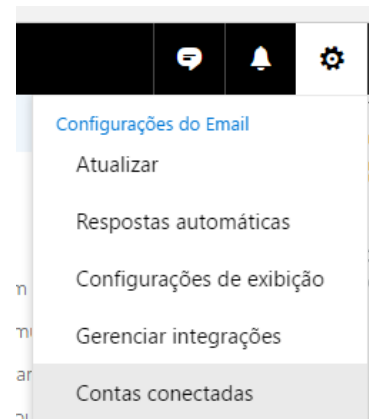 Configurações do Email
Atualizar
Respostas automáticas
Configurações de exibição
Gerenciar integrações
Contas conectadas